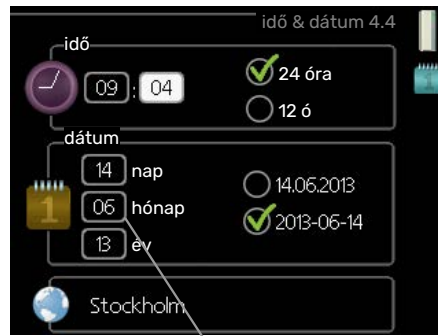 idő & dátum 4.4
idő
09 : 04
24 óra
12 ó
dátum
14 nap
06 hónap
13 év
14.06.2013
2013-06-14
1
Stockholm